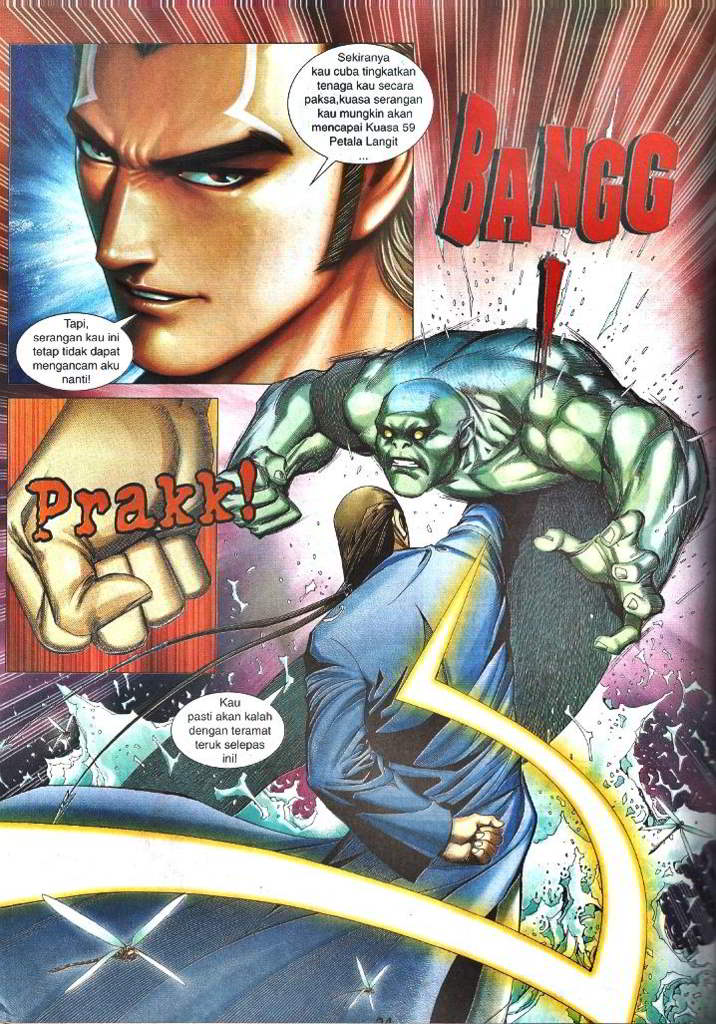 Sekiranya
kau cuba tingkatkan
tenaga kau secara
paksa,kuasa serangan
kau mungkin akan
mencapai Kuasa 59
Petala Langit
...
BANGG
!
Tapi,
serangan kau ini
tetap tidak dapat
mengancam aku
nanti!
Prakk!
Kau
pasti akan kalah
dengan teramat
teruk selepas
ini!